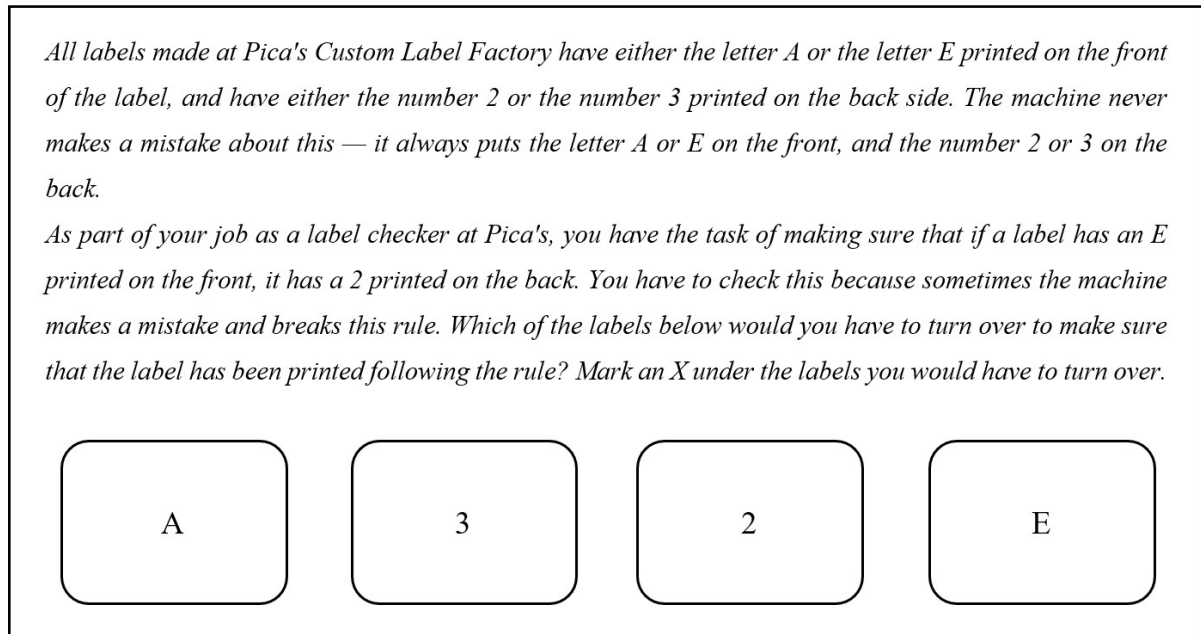 All labels made at Pica's Custom Label Factory have either the letter A or the letter E printed on the front
of the label, and have either the number 2 or the number 3 printed on the back side. The machine never
makes a mistake about this — it always puts the letter A or E on the front, and the number 2 or 3 on the
back.
As part of your job as a label checker at Pica's, you have the task of making sure that if a label has an E
printed on the front, it has a 2 printed on the back. You have to check this because sometimes the machine
makes a mistake and breaks this rule. Which of the labels below would you have to turn over to make sure
that the label has been printed following the rule? Mark an X under the labels you would have to turn over.
A 3 2 E